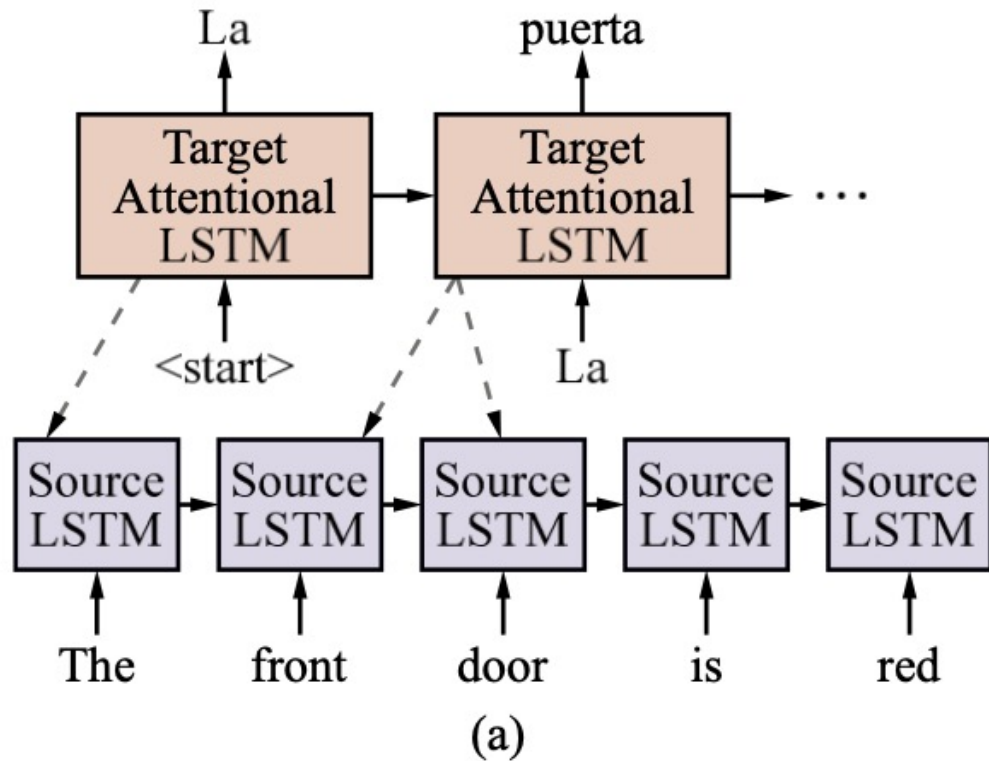 La puerta
Target Attentional LSTM
Target Attentional LSTM
...
<start> La
Source LSTM
Source LSTM
Source LSTM
Source LSTM
Source LSTM
The front door is red
(a)